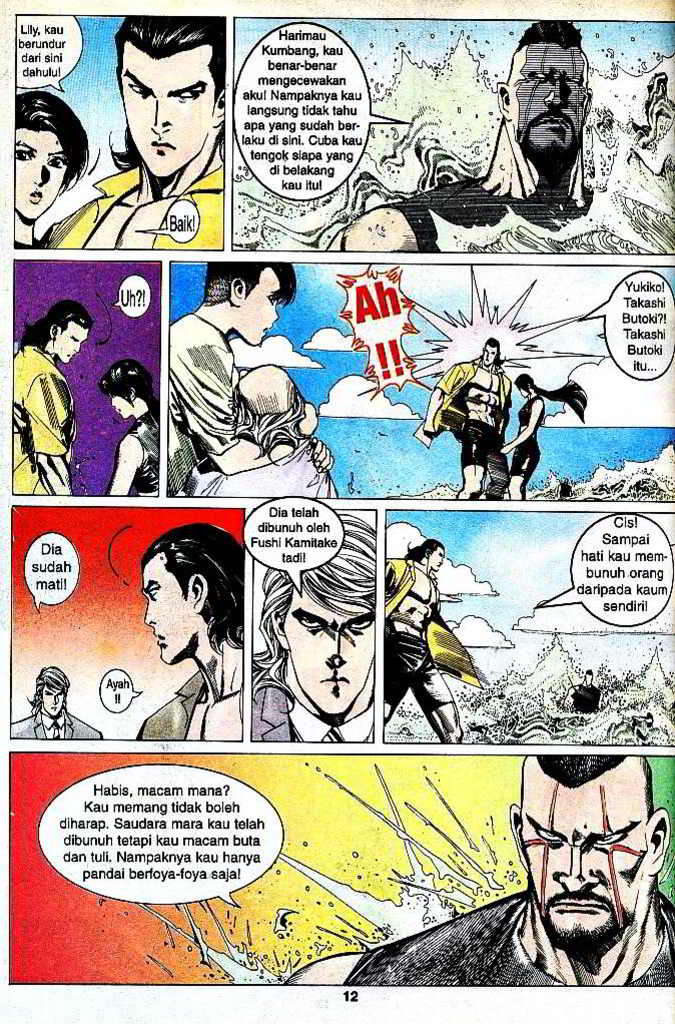 Lily, kau
berundur
dari sini
dahulu!
Baik!
Harimau
Kumbang, kau
benar-benar
mengecewakan
aku! Nampaknya kau
langsung tidak tahu
apa yang sudah ber-
laku di sini. Cuba kau
tengok siapa yang
di belakang
kau itu!
Uh?!
Ah
!!
Yukiko!
Takashi
Butoki?!
Takashi
Butoki
itu...
Dia
sudah
mati!
Ayah
!!
Dia telah
dibunuh oleh
Fushi Kamitake
tadi!
Cis!
Sampai
hati kau mem-
bunuh orang
daripada kaum
sendiri!
Habis, macam mana?
Kau memang tidak boleh
diharap. Saudara mara kau telah
dibunuh tetapi kau macam buta
dan tuli. Nampaknya kau hanya
pandai berfoya-foya saja!
12